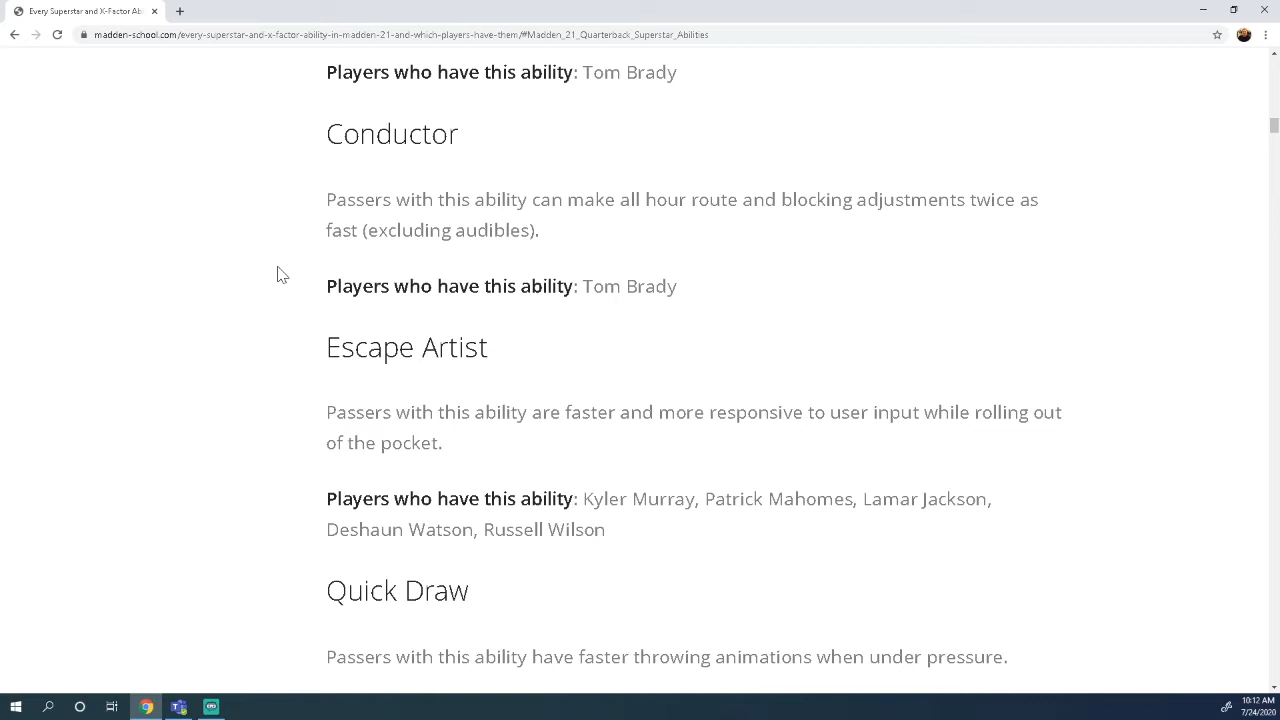 Every Superstar and X-Factor Abi
madden-school.com/every-superstar-and-x-factor-ability-in-madden-21-and-which-players-have-them/#Madden_21_Quarterback_Superstar_Abilities
Players who have this ability: Tom Brady
Conductor
Passers with this ability can make all hour route and blocking adjustments twice as
fast (excluding audibles).
Players who have this ability: Tom Brady
Escape Artist
Passers with this ability are faster and more responsive to user input while rolling out
of the pocket.
Players who have this ability: Kyler Murray, Patrick Mahomes, Lamar Jackson,
Deshaun Watson, Russell Wilson
Quick Draw
Passers with this ability have faster throwing animations when under pressure.
10:12 AM
7/24/2020